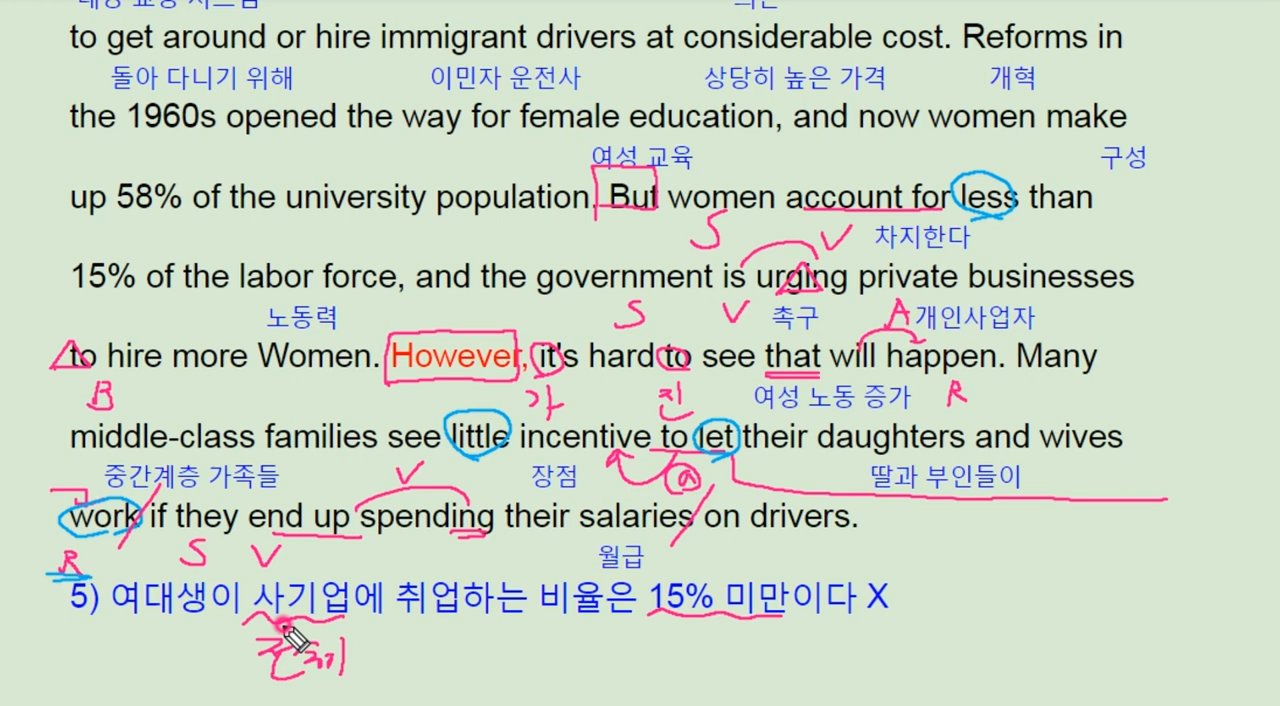 to get around or hire immigrant drivers at considerable cost. Reforms in
돌아 다니기 위해 이민자 운전사 상당히 높은 가격 개혁
the 1960s opened the way for female education, and now women make
여성 교육 구성
up 58% of the university population. But women account for less than
S V 차지한다
15% of the labor force, and the government is urging private businesses
노동력 S V 촉구 A 개인사업자
to hire more Women. However, it's hard to see that will happen. Many
B 가 진 여성 노동 증가 R
middle-class families see little incentive to let their daughters and wives
중간계층 가족들 V 장점 ⓐ 딸과 부인들이
work if they end up spending their salaries on drivers.
R S V 월급
5) 여대생이 사기업에 취업하는 비율은 15% 미만이다 X